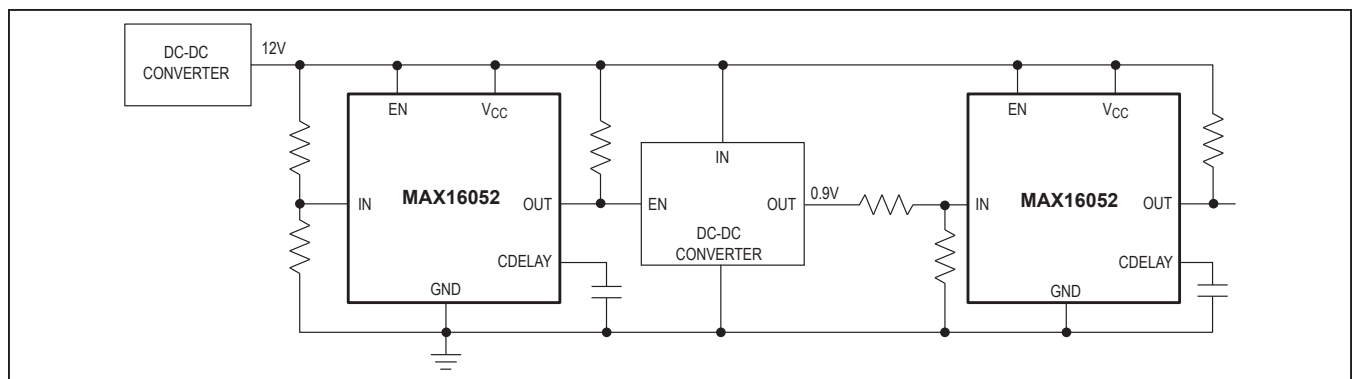 DC-DC
CONVERTER
12V
EN
VCC
IN
MAX16052
OUT
CDELAY
GND
IN
EN
OUT
DC-DC
CONVERTER
0.9V
EN
VCC
IN
MAX16052
OUT
CDELAY
GND